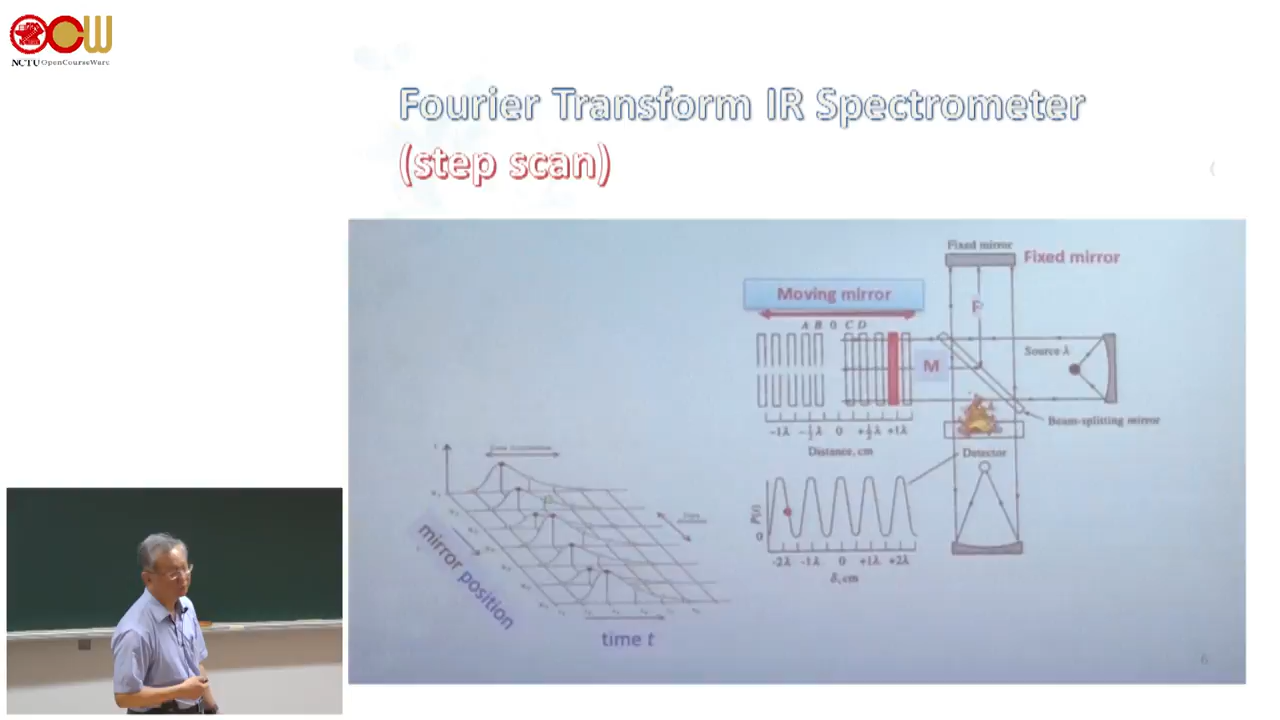 NCTU OpenCourseWare
Fourier Transform IR Spectrometer
(step scan)
Fixed mirror
Fixed mirror
Moving mirror
F
A B 0 C D
Source λ
M
-1λ -½λ 0 +½λ +1λ
Beam-splitting mirror
Distance, cm
Detector
P(t)
0
-2λ -1λ 0 +1λ +2λ
δ, cm
mirror position
time t
6